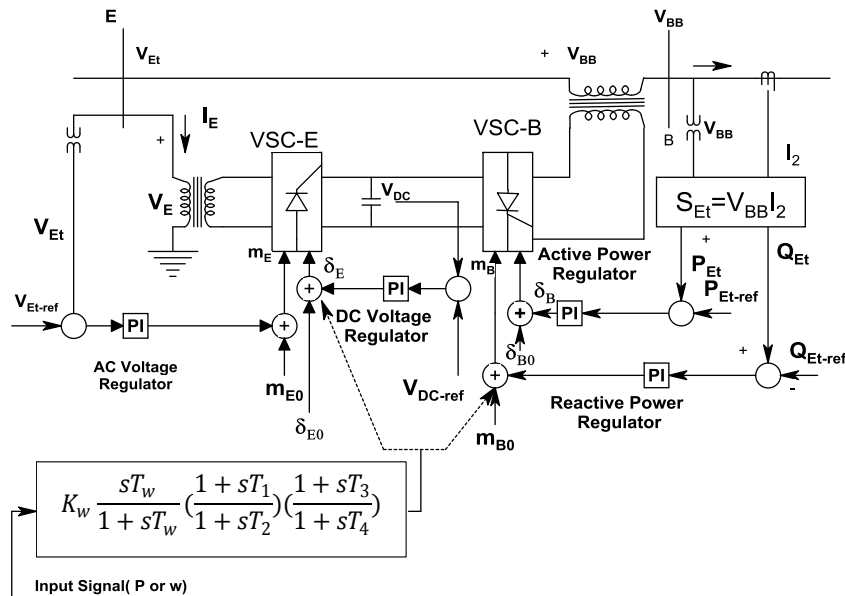 E
V_Et
+
V_BB
V_BB
I_E
+
VSC-E
VSC-B
V_BB
B
I_2
V_E
V_DC
S_Et=V_BBI_2
V_Et
m_E
δ_E
m_B
Active Power
Regulator
+
P_Et
Q_Et
V_Et-ref
PI
+
+
PI
DC Voltage
Regulator
δ_B
+
PI
P_Et-ref
AC Voltage
Regulator
δ_B0
+
Q_Et-ref
m_E0
V_DC-ref
+
PI
-
δ_E0
m_B0
Reactive Power
Regulator
K_w sT_w/(1 + sT_w) ((1 + sT_1)/(1 + sT_2))((1 + sT_3)/(1 + sT_4))
Input Signal( P or w)